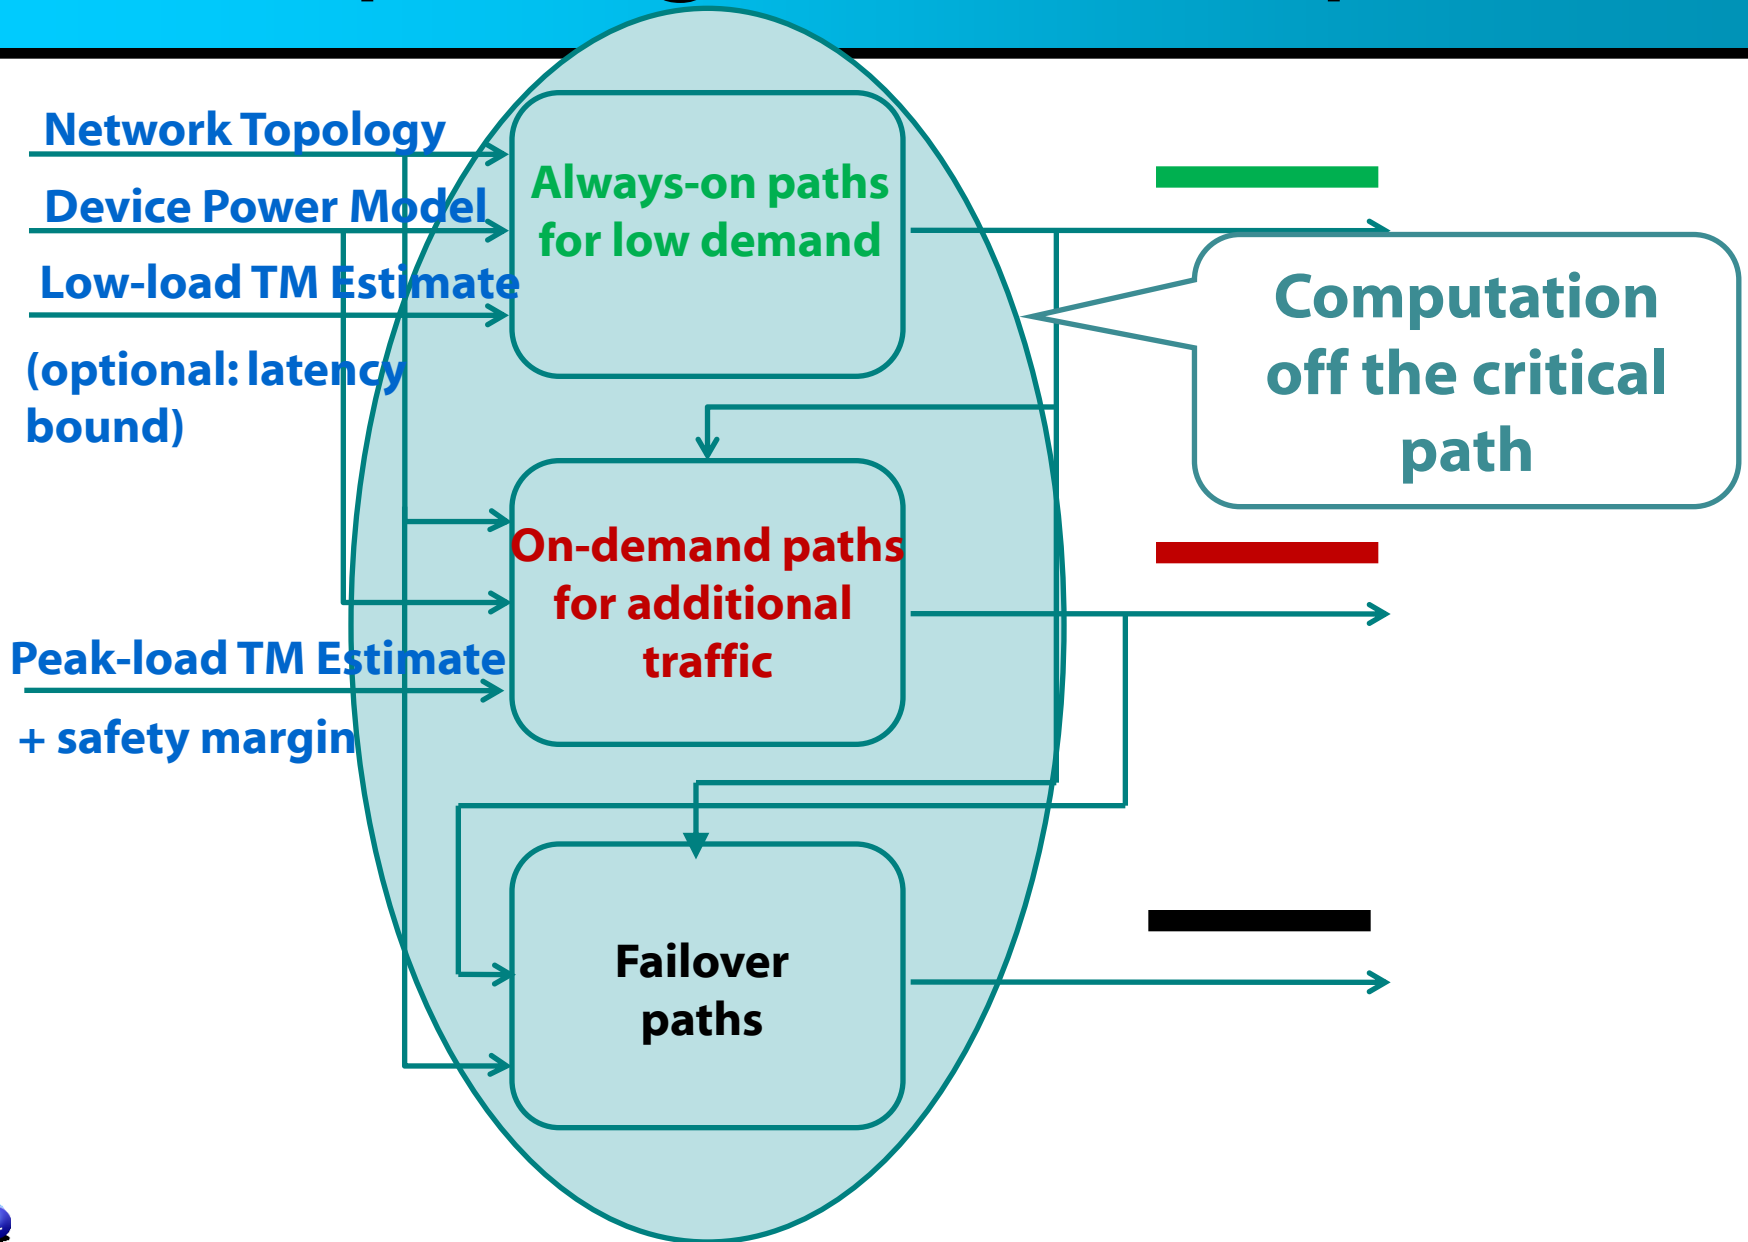 Network Topology
Device Power Model
Low-load TM Estimate
(optional: latency
bound)
Always-on paths
for low demand
Computation
off the critical
path
On-demand paths
for additional
traffic
Peak-load TM Estimate
+ safety margin
Failover
paths